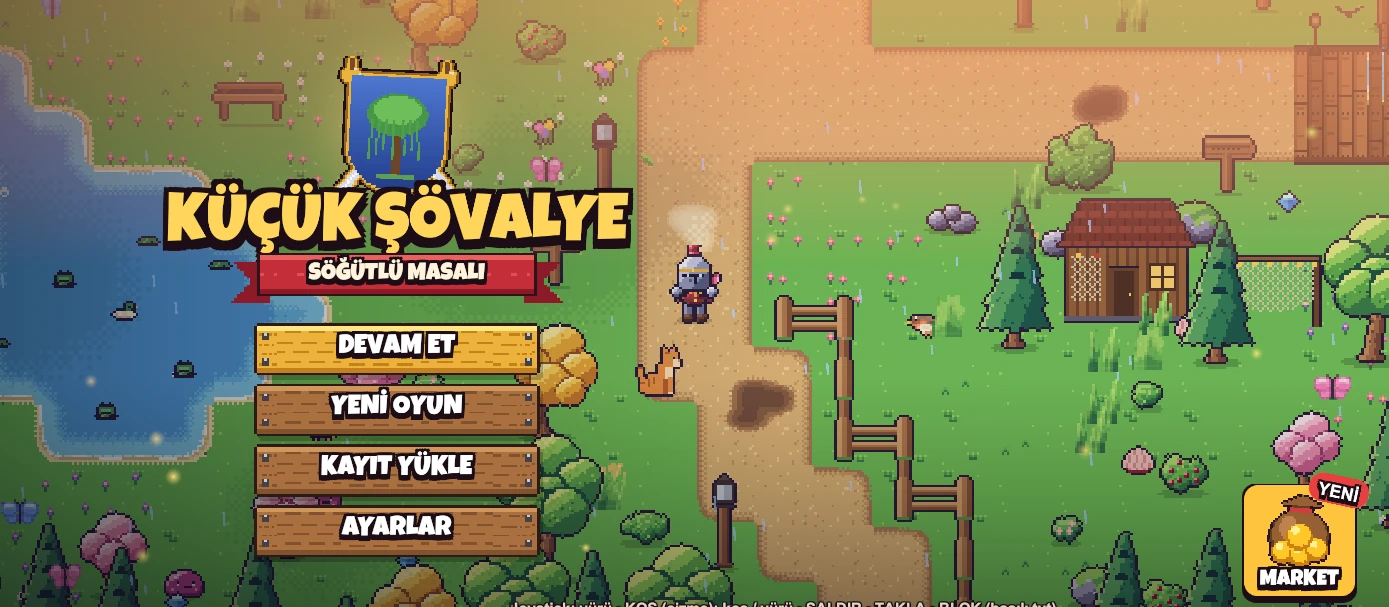 KÜÇÜK ŞÖVALYE
SÖĞÜTLÜ MASALI
DEVAM ET
YENİ OYUN
KAYIT YÜKLE
AYARLAR
YENİ
MARKET